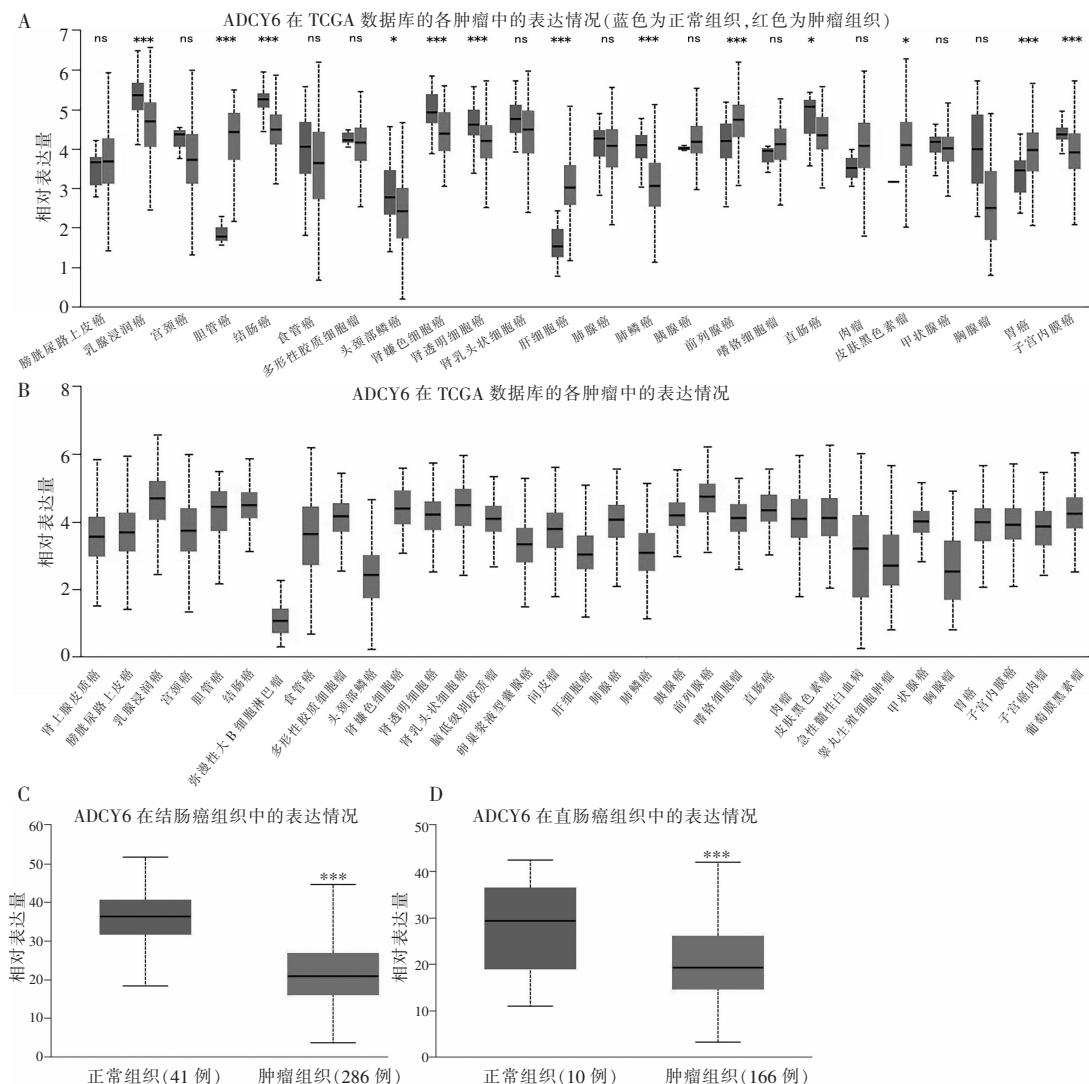 A
ADCY6 在 TCGA 数据库的各肿瘤中的表达情况(蓝色为正常组织,红色为肿瘤组织)
相对表达量
7
6
5
4
3
2
1
0
ns *** ns *** *** ns ns * *** *** ns *** ns *** ns *** ns * ns * ns ns *** ***
膀胱尿路上皮癌
乳腺浸润癌
宫颈癌
胆管癌
结肠癌
食管癌
多形性胶质细胞瘤
头颈部鳞癌
肾嫌色细胞癌
肾透明细胞癌
肾乳头状细胞癌
肝细胞癌
肺腺癌
肺鳞癌
胰腺癌
前列腺癌
嗜铬细胞瘤
直肠癌
肉瘤
皮肤黑色素瘤
甲状腺癌
胸腺瘤
胃癌
子宫内膜癌
B
ADCY6 在 TCGA 数据库的各肿瘤中的表达情况
相对表达量
8
6
4
2
0
肾上腺皮质癌
膀胱尿路上皮癌
乳腺浸润癌
宫颈癌
胆管癌
结肠癌
弥漫性大 B 细胞淋巴瘤
食管癌
多形性胶质细胞瘤
头颈部鳞癌
肾嫌色细胞癌
肾透明细胞癌
肾乳头状细胞癌
脑低级别胶质瘤
卵巢浆液型囊腺癌
间皮瘤
肝细胞癌
肺腺癌
肺鳞癌
胰腺癌
前列腺癌
嗜铬细胞瘤
直肠癌
肉瘤
皮肤黑色素瘤
急性髓性白血病
睾丸生殖细胞肿瘤
甲状腺癌
胸腺瘤
胃癌
子宫内膜癌
子宫癌肉瘤
葡萄膜黑素瘤
C
ADCY6 在结肠癌组织中的表达情况
相对表达量
60
50
40
30
20
10
0
***
正常组织(41 例) 肿瘤组织(286 例)
D
ADCY6 在直肠癌组织中的表达情况
相对表达量
50
40
30
20
10
0
***
正常组织(10 例) 肿瘤组织(166 例)